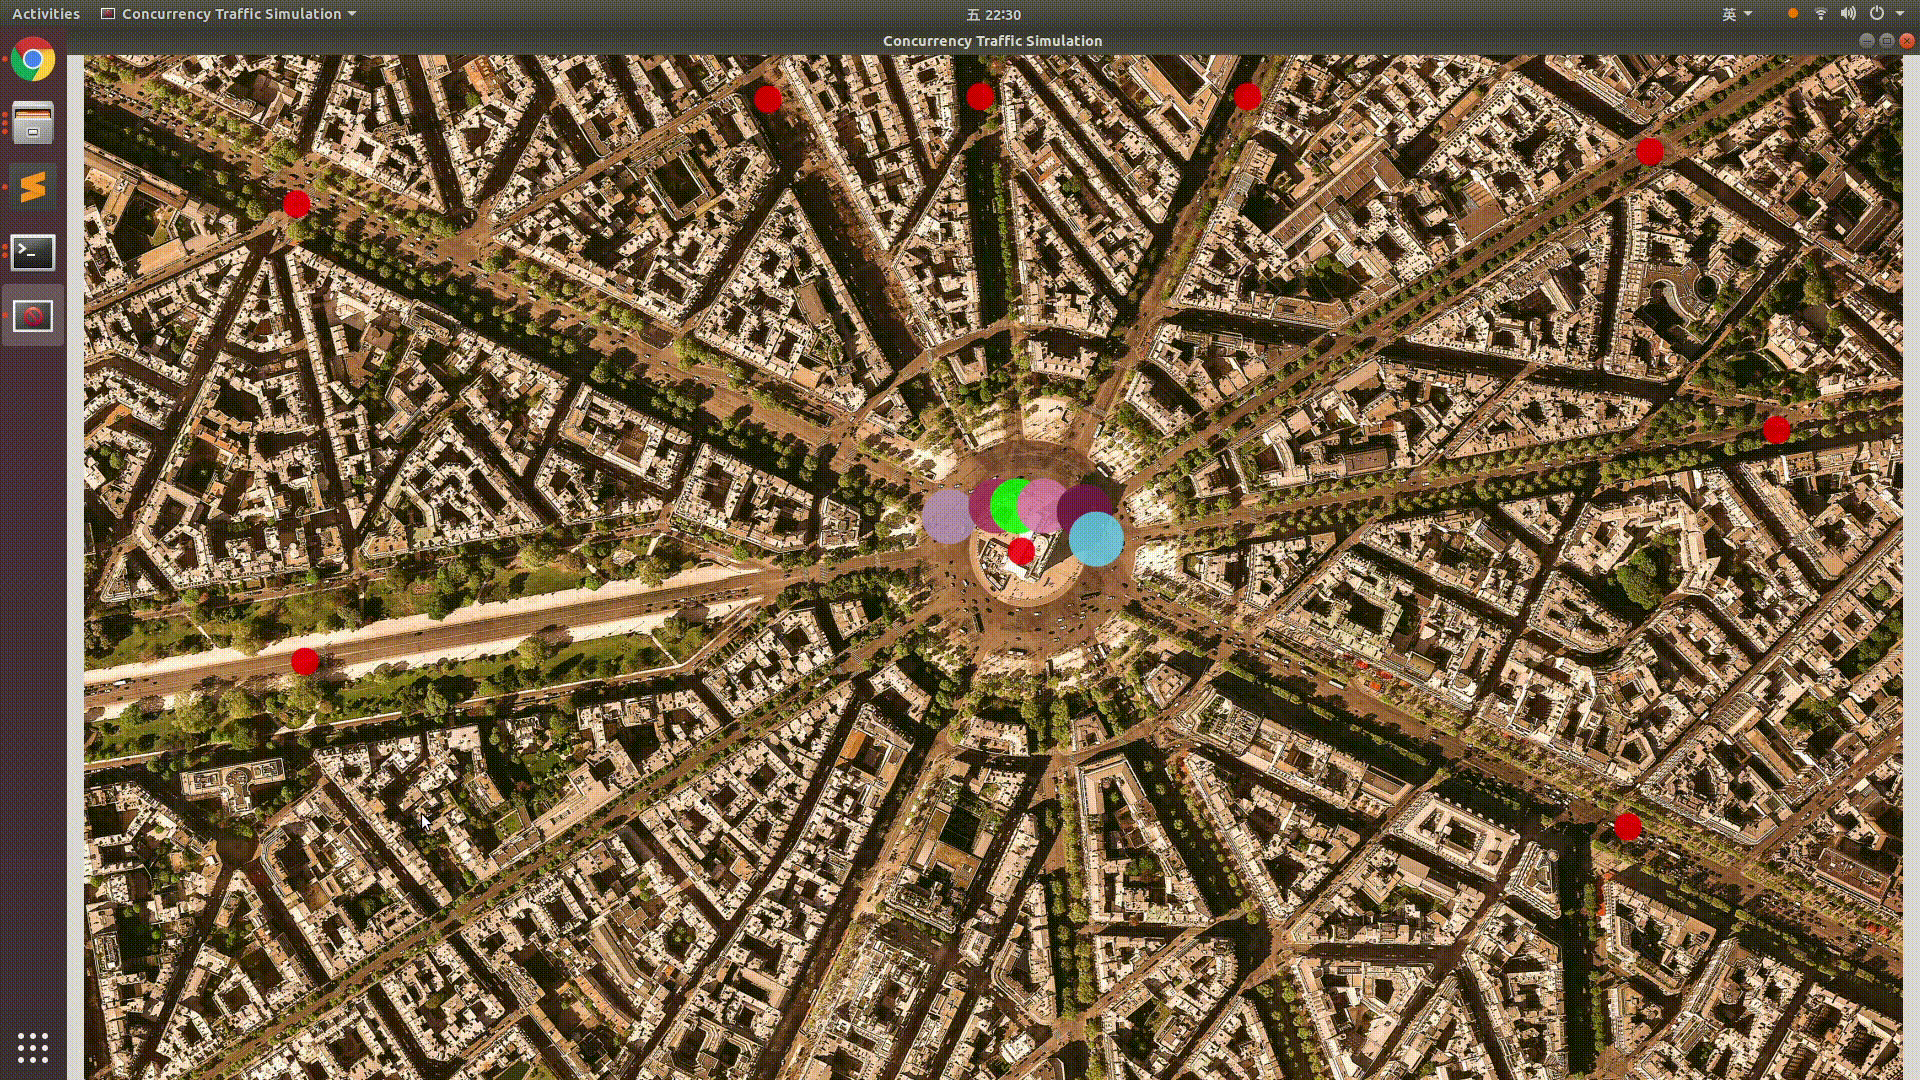 Activities
Concurrency Traffic Simulation
五 22:30
英
Concurrency Traffic Simulation